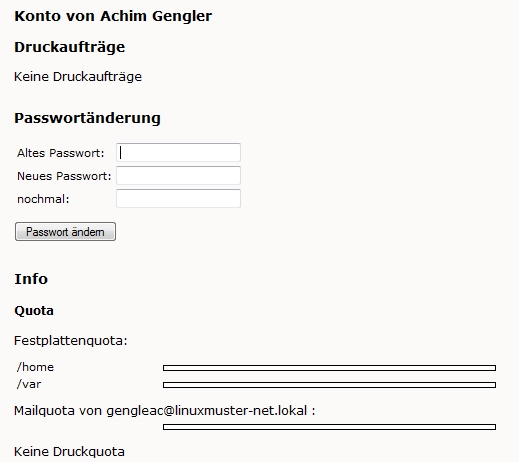 Konto von Achim Gengler
Druckaufträge
Keine Druckaufträge
Passwortänderung
Altes Passwort:
Neues Passwort:
nochmal:
Passwort ändern
Info
Quota
Festplattenquota:
/home
/var
Mailquota von gengleac@linuxmuster-net.lokal :
Keine Druckquota